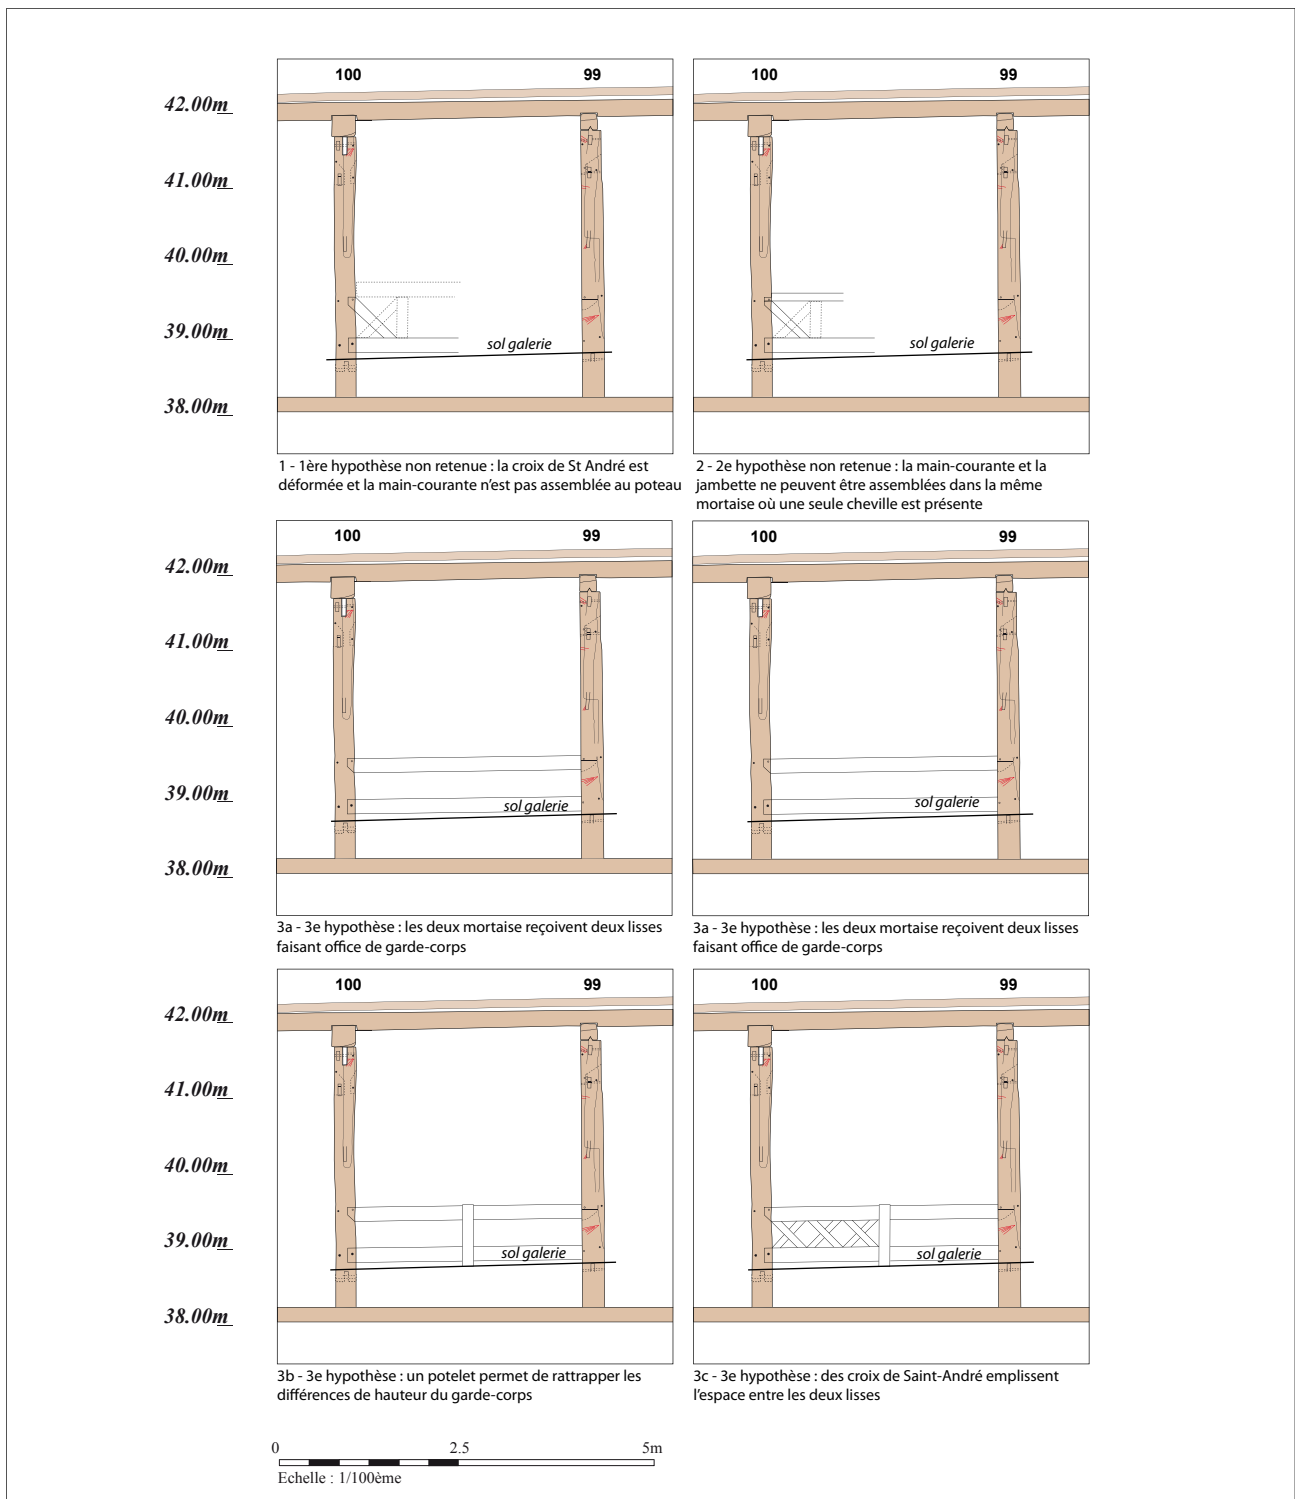 100 99 100 99
42.00m
41.00m
40.00m
39.00m
sol galerie sol galerie
38.00m
1 - 1ère hypothèse non retenue : la croix de St André est
déformée et la main-courante n'est pas assemblée au poteau
2 - 2e hypothèse non retenue : la main-courante et la
jambette ne peuvent être assemblées dans la même
mortaise où une seule cheville est présente
100 99 100 99
42.00m
41.00m
40.00m
39.00m
sol galerie sol galerie
38.00m
3a - 3e hypothèse : les deux mortaise reçoivent deux lisses
faisant office de garde-corps
3a - 3e hypothèse : les deux mortaise reçoivent deux lisses
faisant office de garde-corps
100 99 100 99
42.00m
41.00m
40.00m
39.00m
sol galerie sol galerie
38.00m
3b - 3e hypothèse : un potelet permet de rattrapper les
différences de hauteur du garde-corps
3c - 3e hypothèse : des croix de Saint-André emplissent
l'espace entre les deux lisses
0 2.5 5m
Echelle : 1/100ème